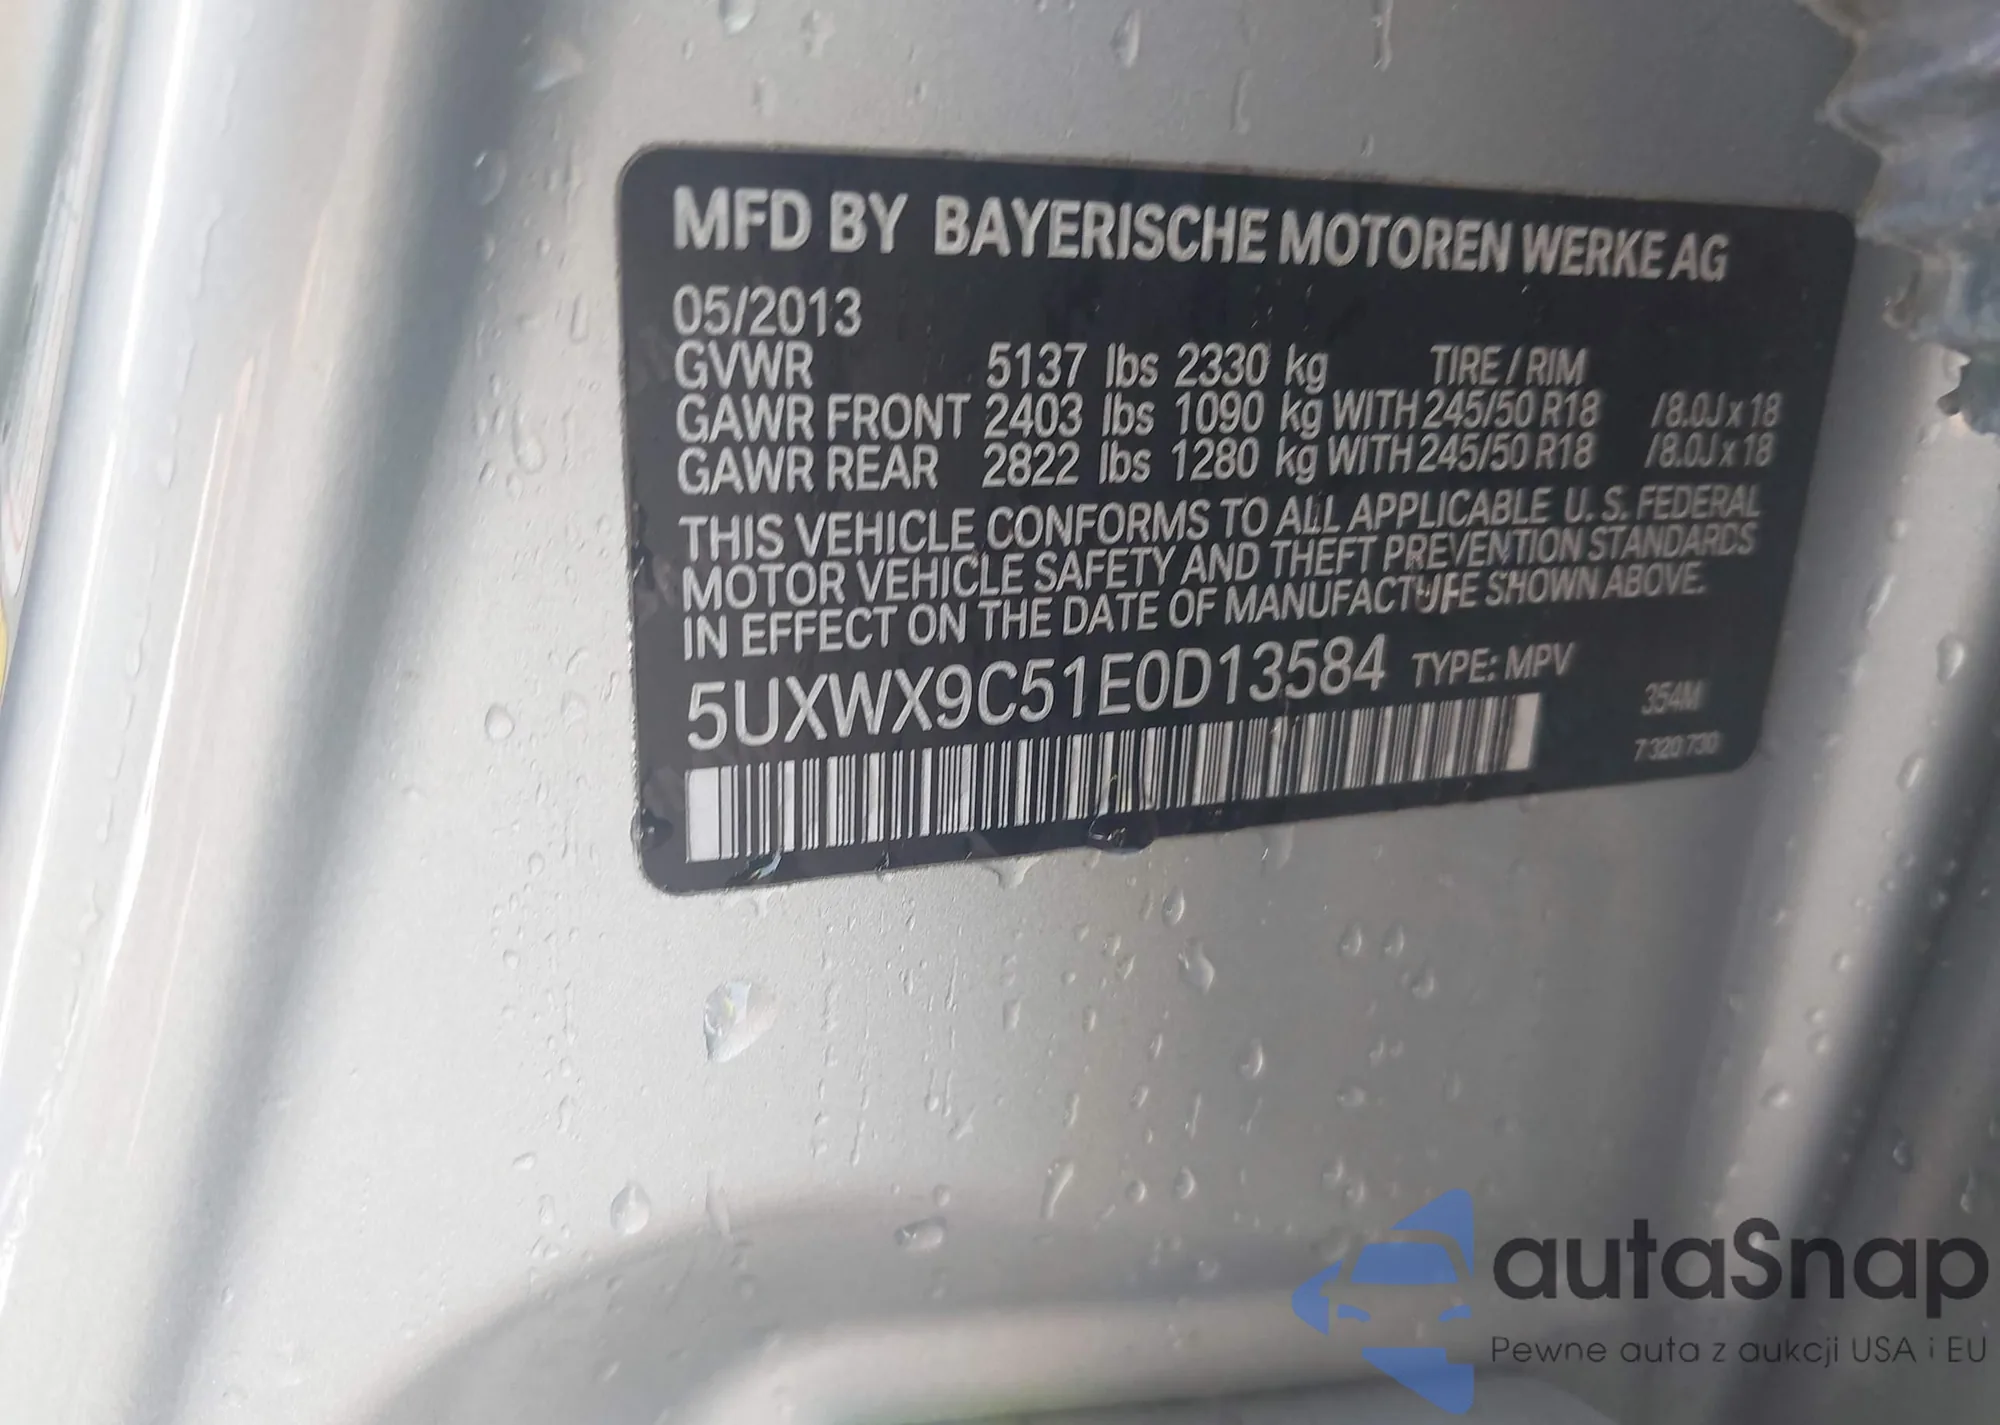 MFD BY BAYERISCHE MOTOREN WERKE AG
05/2013
GVWR 5137 lbs 2330 kg TIRE / RIM
GAWR FRONT 2403 lbs 1090 kg WITH 245/50 R18 /8.0J x 18
GAWR REAR 2822 lbs 1280 kg WITH 245/50 R18 /8.0J x 18
THIS VEHICLE CONFORMS TO ALL APPLICABLE U. S. FEDERAL
MOTOR VEHICLE SAFETY AND THEFT PREVENTION STANDARDS
IN EFFECT ON THE DATE OF MANUFACTURE SHOWN ABOVE.
5UXWX9C51E0D13584 TYPE: MPV
354M
7 320 730
autaSnap
Pewne auta z aukcji USA i EU